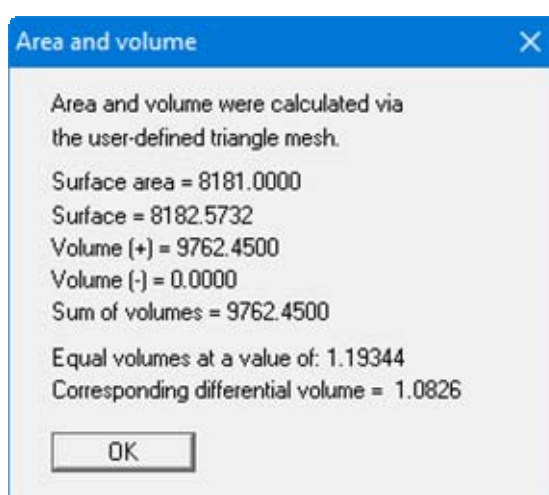 Area and volume
Area and volume were calculated via
the user-defined triangle mesh.
Surface area = 8181.0000
Surface = 8182.5732
Volume (+) = 9762.4500
Volume (-) = 0.0000
Sum of volumes = 9762.4500
Equal volumes at a value of: 1.19344
Corresponding differential volume =  1.0826
OK